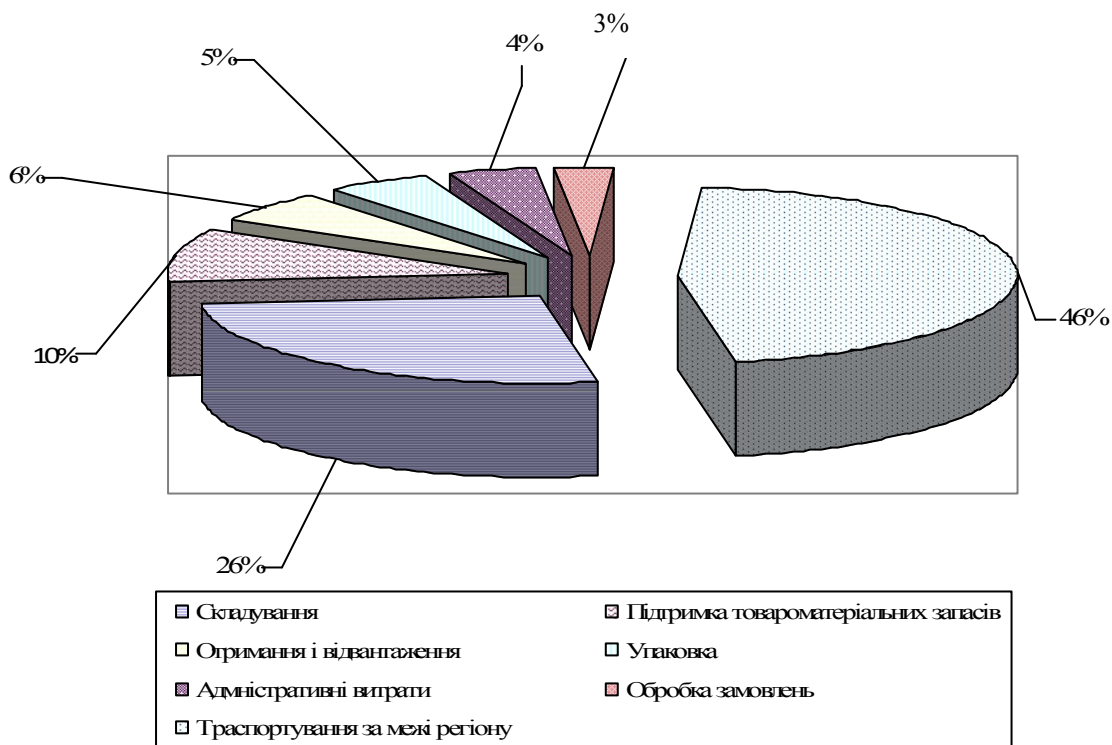 3%
4%
5%
6%
46%
10%
26%
Складування
Підтримка товароматеріальних запасів
Отримання і відвантаження
Упаковка
Адміністративні витрати
Обробка замовлень
Траспортування за межі регіону